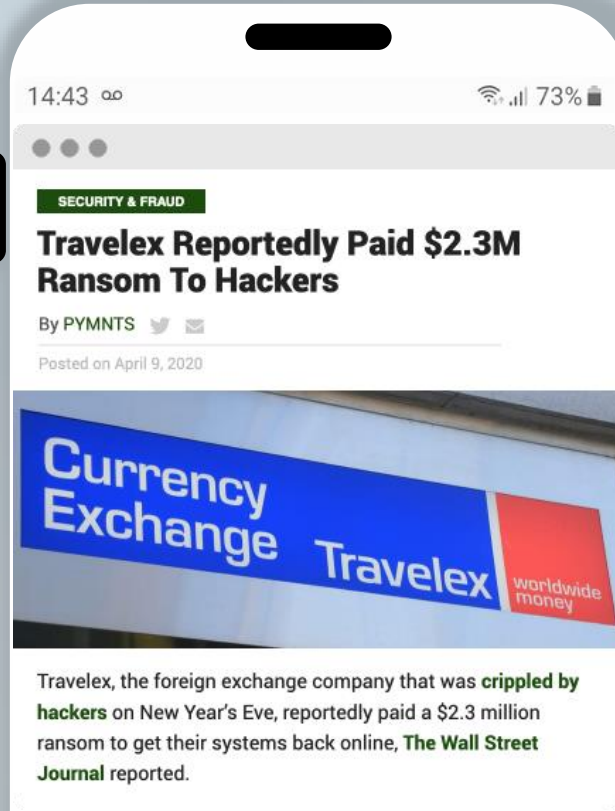 14:43
73%
SECURITY & FRAUD
Travelex Reportedly Paid $2.3M
Ransom To Hackers
By PYMNTS
Posted on April 9, 2020
Currency
Exchange Travelex
worldwide
money
Travelex, the foreign exchange company that was crippled by
hackers on New Year's Eve, reportedly paid a $2.3 million
ransom to get their systems back online, The Wall Street
Journal reported.